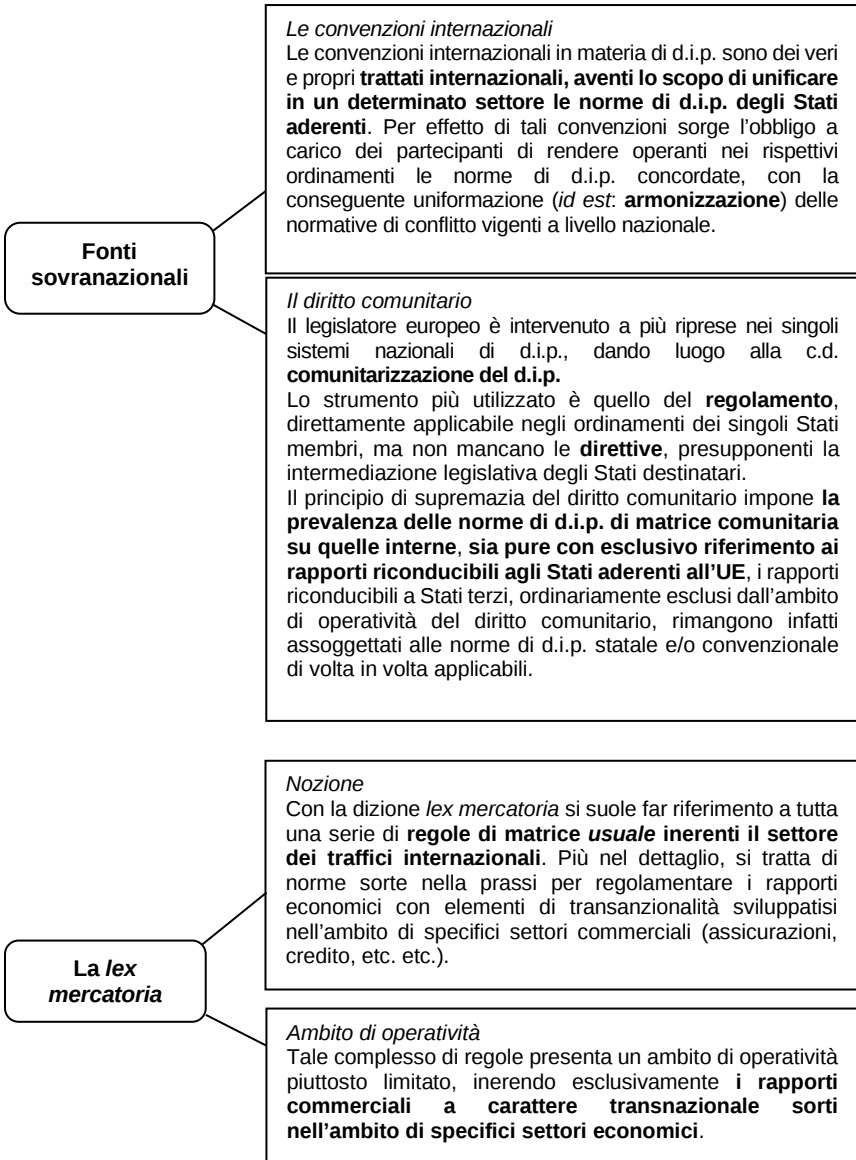 Le convenzioni internazionali
Le convenzioni internazionali in materia di d.i.p. sono dei veri
e propri trattati internazionali, aventi lo scopo di unificare
in un determinato settore le norme di d.i.p. degli Stati
aderenti. Per effetto di tali convenzioni sorge l’obbligo a
carico dei partecipanti di rendere operanti nei rispettivi
ordinamenti le norme di d.i.p. concordate, con la
conseguente uniformazione (id est: armonizzazione) delle
normative di conflitto vigenti a livello nazionale.
Fonti
sovranazionali
Il diritto comunitario
Il legislatore europeo è intervenuto a più riprese nei singoli
sistemi nazionali di d.i.p., dando luogo alla c.d.
comunitarizzazione del d.i.p.
Lo strumento più utilizzato è quello del regolamento,
direttamente applicabile negli ordinamenti dei singoli Stati
membri, ma non mancano le direttive, presupponenti la
intermediazione legislativa degli Stati destinatari.
Il principio di supremazia del diritto comunitario impone la
prevalenza delle norme di d.i.p. di matrice comunitaria
su quelle interne, sia pure con esclusivo riferimento ai
rapporti riconducibili agli Stati aderenti all’UE, i rapporti
riconducibili a Stati terzi, ordinariamente esclusi dall’ambito
di operatività del diritto comunitario, rimangono infatti
assoggettati alle norme di d.i.p. statale e/o convenzionale
di volta in volta applicabili.
Nozione
Con la dizione lex mercatoria si suole far riferimento a tutta
una serie di regole di matrice usuale inerenti il settore
dei traffici internazionali. Più nel dettaglio, si tratta di
norme sorte nella prassi per regolamentare i rapporti
economici con elementi di transanzionalità sviluppatisi
nell’ambito di specifici settori commerciali (assicurazioni,
credito, etc. etc.).
La lex
mercatoria
Ambito di operatività
Tale complesso di regole presenta un ambito di operatività
piuttosto limitato, inerendo esclusivamente i rapporti
commerciali a carattere transnazionale sorti
nell’ambito di specifici settori economici.